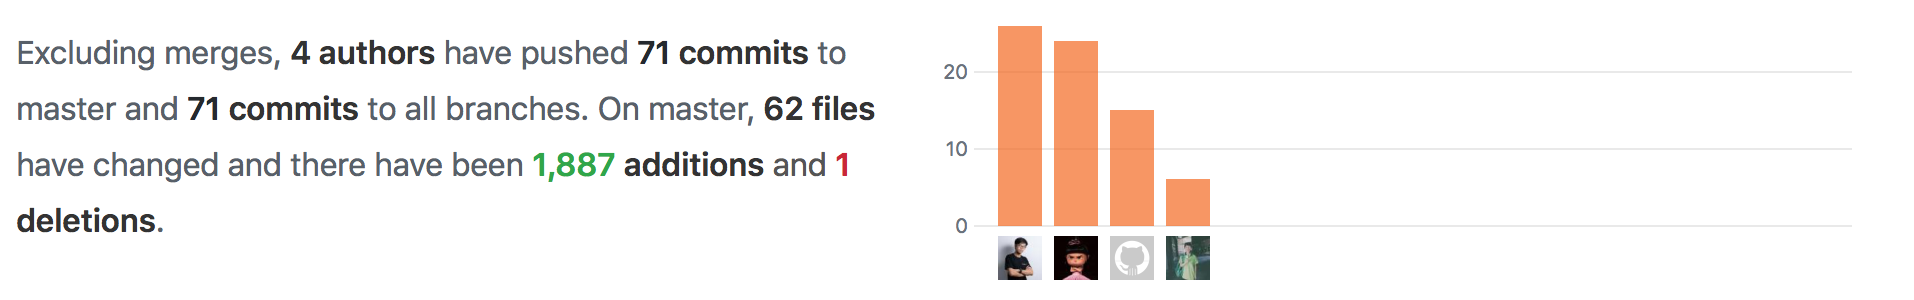 Excluding merges, 4 authors have pushed 71 commits to
master and 71 commits to all branches. On master, 62 files
have changed and there have been 1,887 additions and 1
deletions.
20
10
0